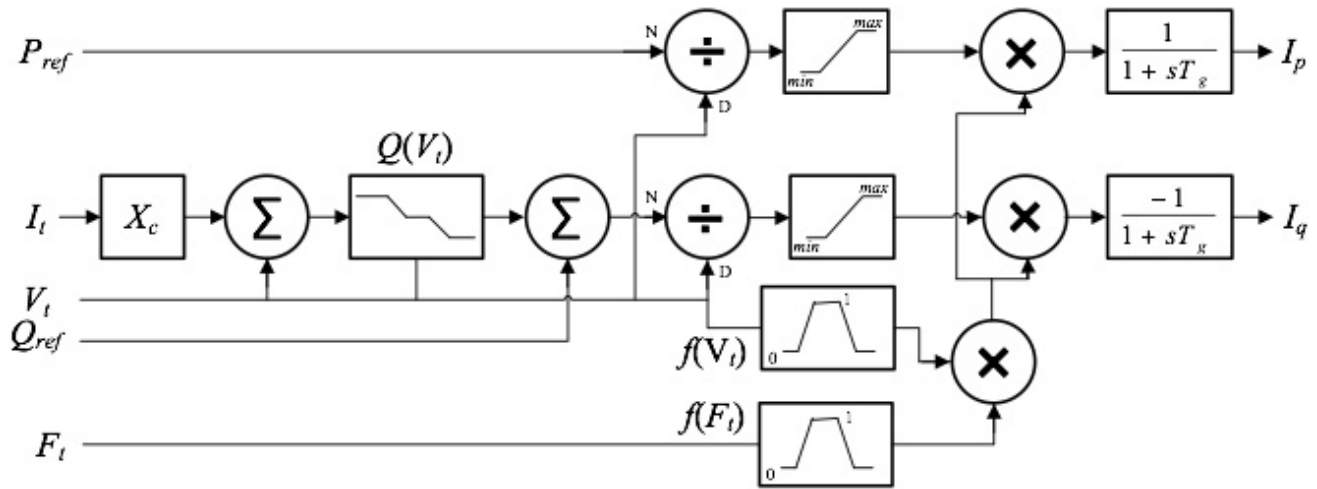 P_ref
N
÷
D
min
max
×
1
1 + sT_g
I_p
Q(V_t)
I_t
X_c
Σ
Σ
N
÷
D
min
max
×
-1
1 + sT_g
I_q
V_t
Q_ref
f(V_t)
0
1
×
F_t
f(F_t)
0
1